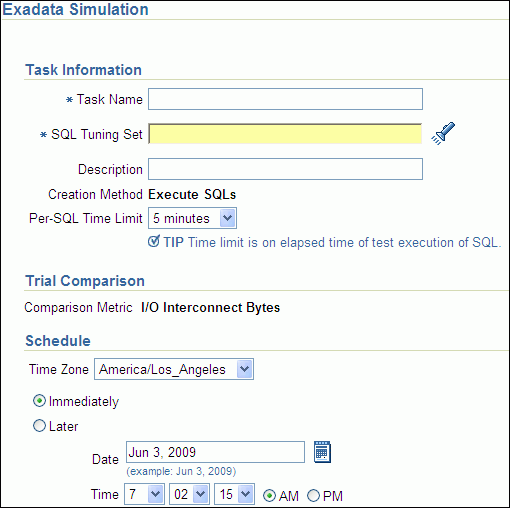 Exadata Simulation
Task Information
* Task Name
* SQL Tuning Set
Description
Creation Method Execute SQLs
Per-SQL Time Limit 5 minutes
TIP Time limit is on elapsed time of test execution of SQL.
Trial Comparison
Comparison Metric I/O Interconnect Bytes
Schedule
Time Zone America/Los_Angeles
Immediately
Later
Date Jun 3, 2009
(example: Jun 3, 2009)
Time 7 02 15 AM PM